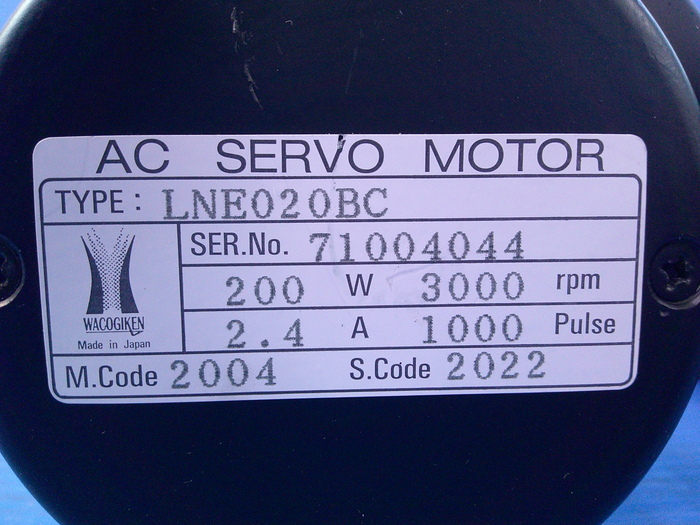 AC SERVO MOTOR
TYPE: LNE020BC
SER.No. 71004044
200 W 3000 rpm
2.4 A 1000 Pulse
WACOGIKEN
Made in Japan
M.Code 2004 S.Code 2022